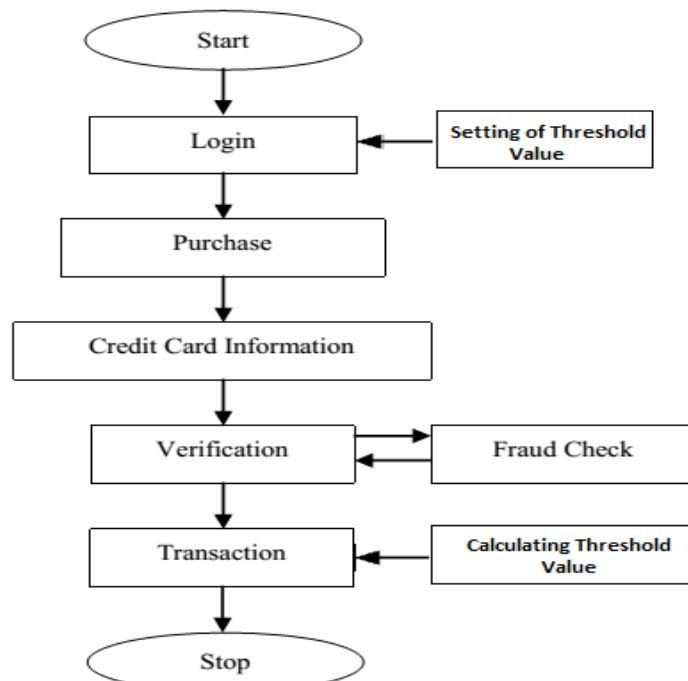 Start
Login
Setting of Threshold
Value
Purchase
Credit Card Information
Verification
Fraud Check
Transaction
Calculating Threshold
Value
Stop